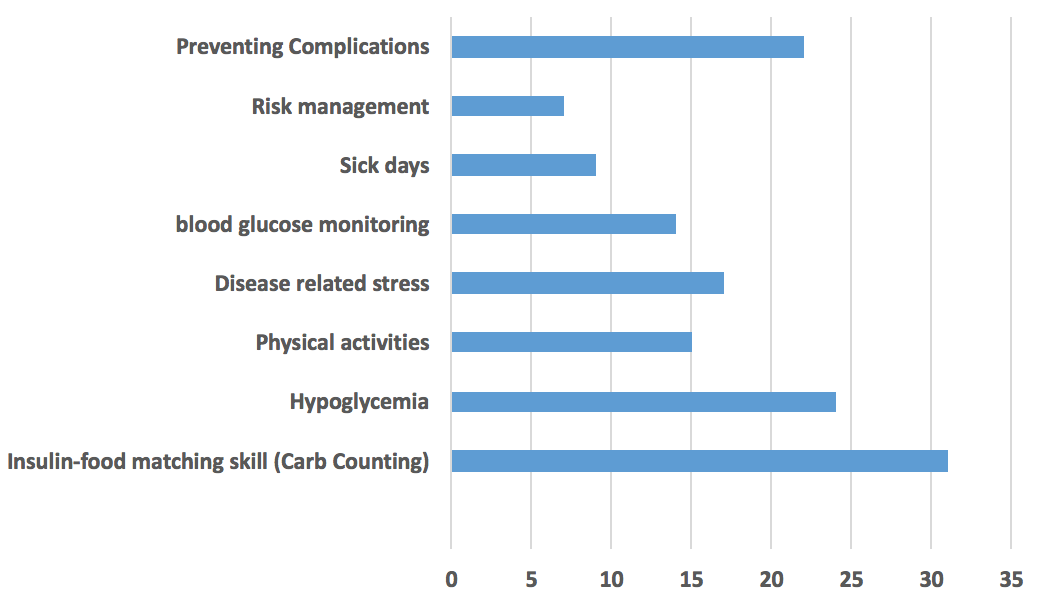 Preventing Complications
Risk management
Sick days
blood glucose monitoring
Disease related stress
Physical activities
Hypoglycemia
Insulin-food matching skill (Carb Counting)
0 5 10 15 20 25 30 35